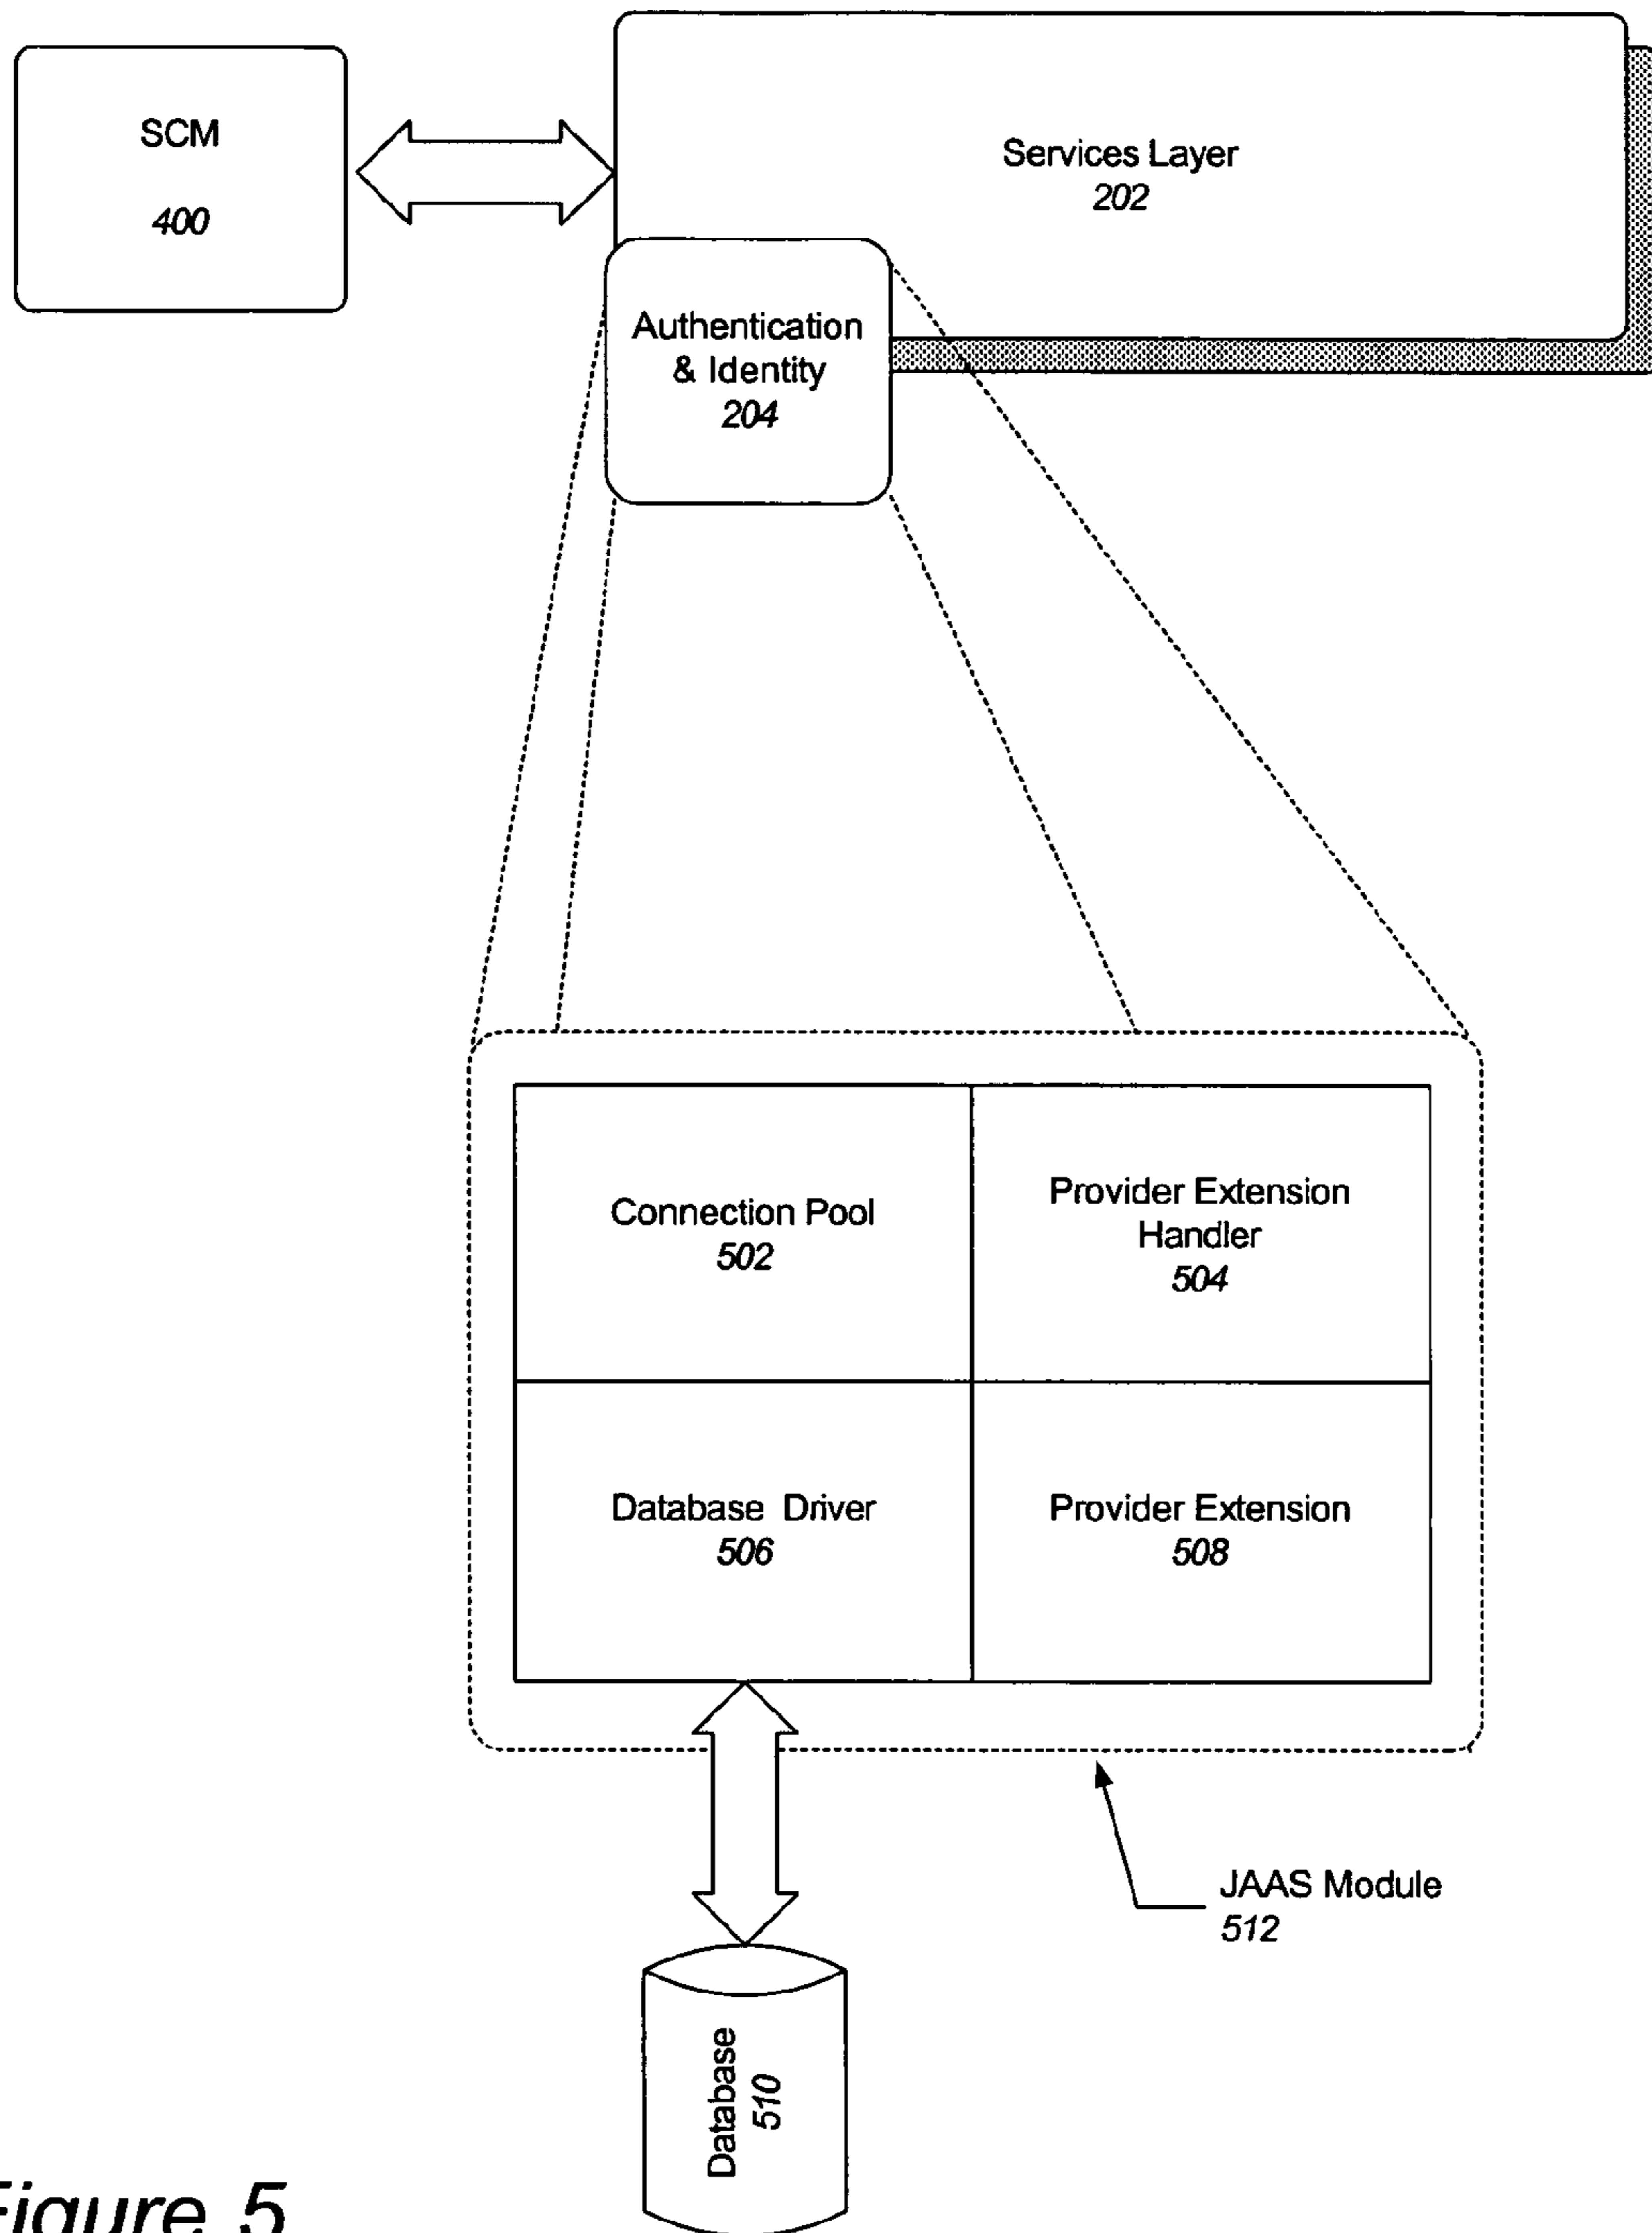 SCM
400
Services Layer
202
Authentication
& Identity
204
Connection Pool
502
Provider Extension
Handler
504
Database Driver
506
Provider Extension
508
JAAS Module
512
Database
510
Figure 5